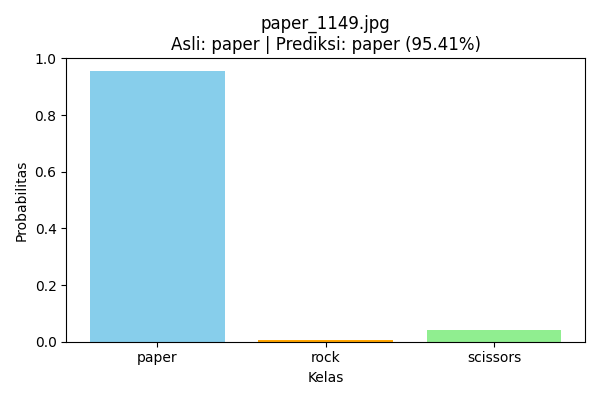 paper_1149.jpg
Asli: paper | Prediksi: paper (95.41%)
1.0
0.8
0.6
0.4
0.2
0.0
Probabilitas
paper rock scissors
Kelas